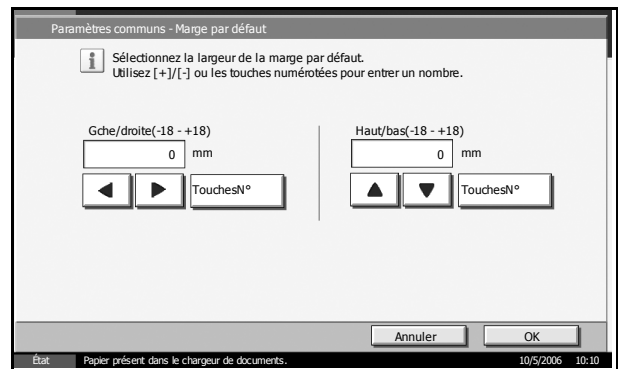 Paramètres communs - Marge par défaut
Sélectionnez la largeur de la marge par défaut.
Utilisez [+]/[-] ou les touches numérotées pour entrer un nombre.
Gche/droite(-18 - +18)
0 mm
TouchesN°
Haut/bas(-18 - +18)
0 mm
TouchesN°
Annuler OK
État Papier présent dans le chargeur de documents. 10/5/2006 10:10